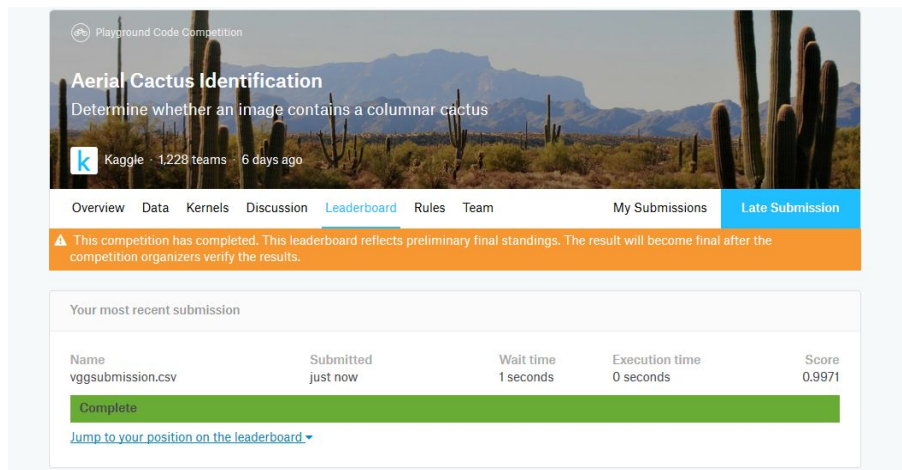 Playground Code Competition
Aerial Cactus Identification
Determine whether an image contains a columnar cactus
k Kaggle · 1,228 teams · 6 days ago
Overview Data Kernels Discussion Leaderboard Rules Team My Submissions Late Submission
This competition has completed. This leaderboard reflects preliminary final standings. The result will become final after the
competition organizers verify the results.
Your most recent submission
Name Submitted Wait time Execution time Score
vggsubmission.csv just now 1 seconds 0 seconds 0.9971
Complete
Jump to your position on the leaderboard